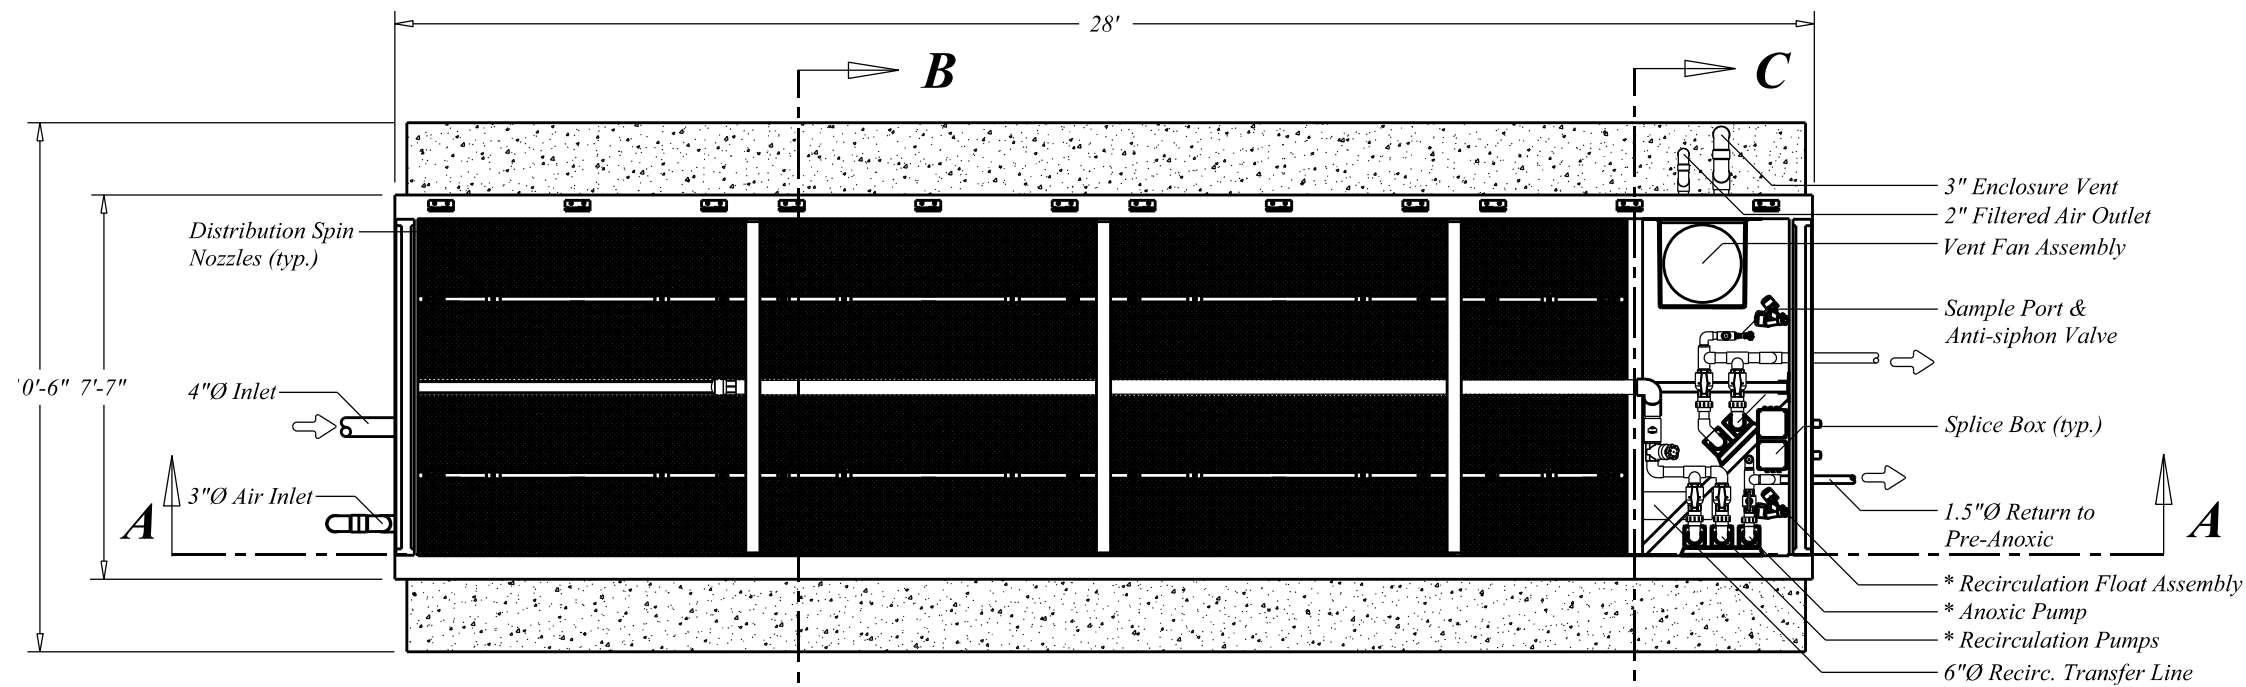 28'
B
C
3" Enclosure Vent
2" Filtered Air Outlet
Distribution Spin
Nozzles (typ.)
Vent Fan Assembly
Sample Port &
Anti-siphon Valve
0'-6" 7'-7"
4"Ø Inlet
Splice Box (typ.)
3"Ø Air Inlet
A
1.5"Ø Return to
Pre-Anoxic
A
* Recirculation Float Assembly
* Anoxic Pump
* Recirculation Pumps
6"Ø Recirc. Transfer Line